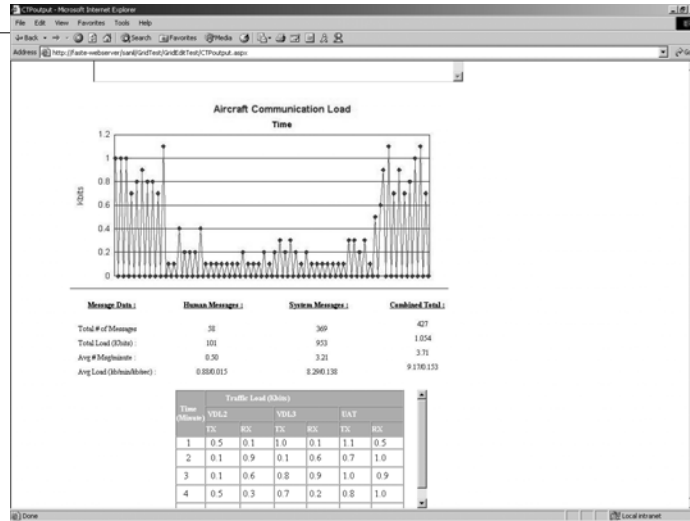 CTPoutput - Microsoft Internet Explorer
File Edit View Favorites Tools Help
Back Search Favorites Media
Address http://faste-webserver/sanl/GridTest/GridEditTest/CTPoutput.aspx
Aircraft Communication Load
Time
Kbits
1.2
1
0.8
0.6
0.4
0.2
0
Message Data : Human Messages : System Messages : Combined Total :
Total # of Messages 58 369 427
Total Load (Kbits) : 101 953 1.054
Avg # Msg/minute : 0.50 3.21 3.71
Avg Load (kb/min/kb/sec) : 0.88/0.015 8.29/0.138 9.17/0.153
Traffic Load (Kbits)
Time (Minute) VDL2 VDL3 UAT
TX RX TX RX TX RX
1 0.5 0.1 1.0 0.1 1.1 0.5
2 0.1 0.9 0.1 0.6 0.7 1.0
3 0.1 0.6 0.8 0.9 1.0 0.9
4 0.5 0.3 0.7 0.2 0.8 1.0
Done Local intranet